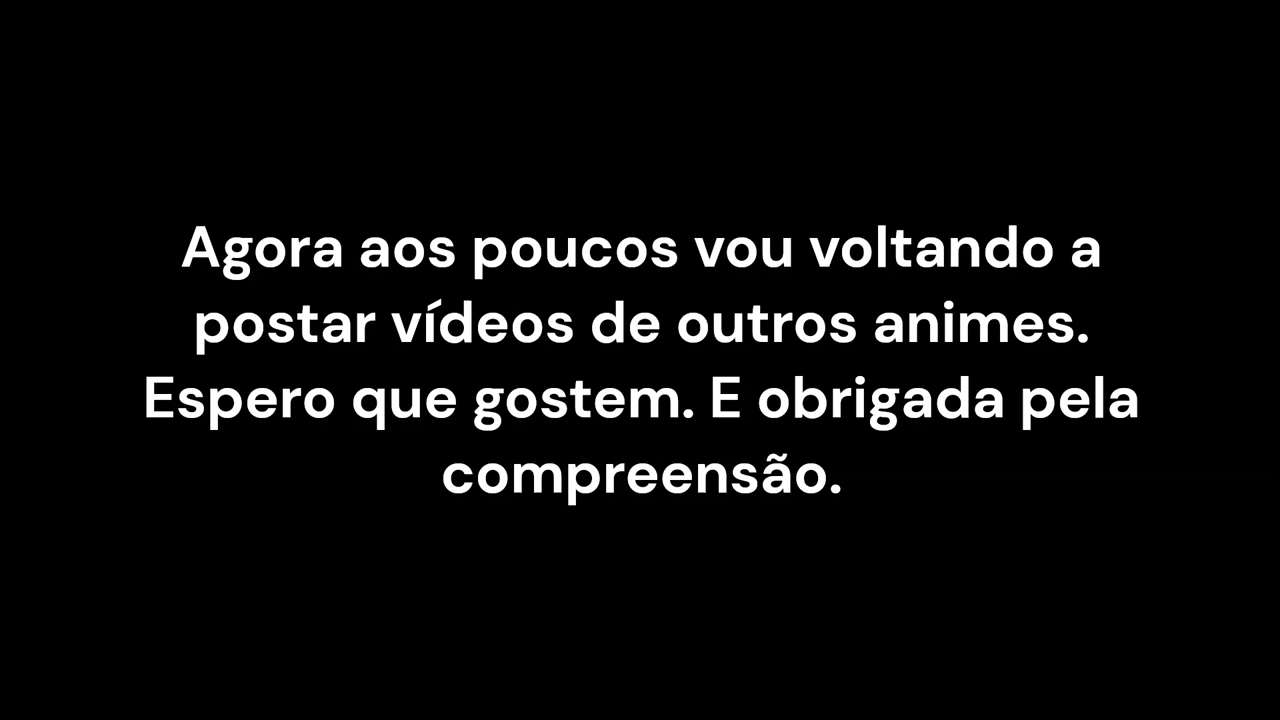 Agora aos poucos vou voltando a
postar vídeos de outros animes.
Espero que gostem. E obrigada pela
compreensão.